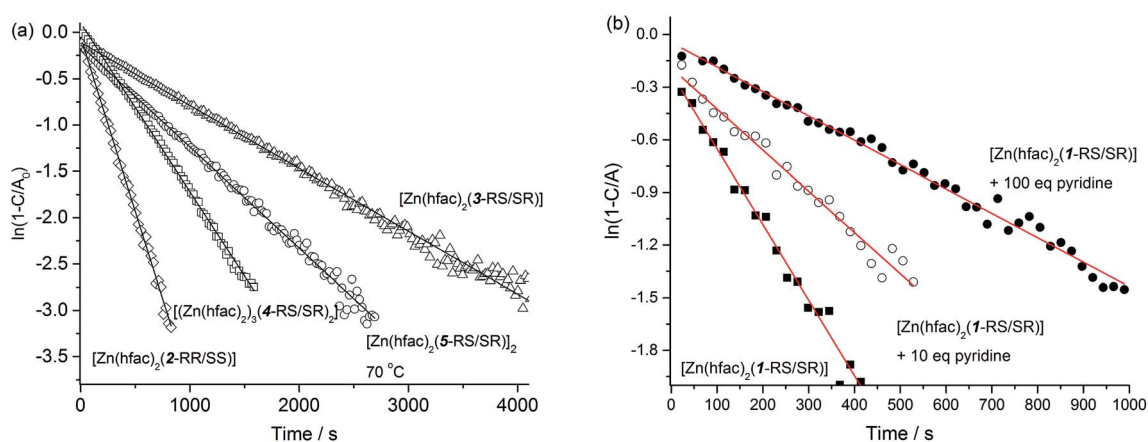 (a)
0.0
-0.5
-1.0
-1.5
-2.0
-2.5
-3.0
-3.5
ln(1-C/A₀)
[Zn(hfac)₂(3-RS/SR)]
[(Zn(hfac)₂)₃(4-RS/SR)₂]
[Zn(hfac)₂(5-RS/SR)]₂
[Zn(hfac)₂(2-RR/SS)]
70 °C
0 1000 2000 3000 4000
Time / s
(b)
0.0
-0.3
-0.6
-0.9
-1.2
-1.5
-1.8
ln(1-C/A)
[Zn(hfac)₂(1-RS/SR)]
+ 100 eq pyridine
[Zn(hfac)₂(1-RS/SR)]
+ 10 eq pyridine
[Zn(hfac)₂(1-RS/SR)]
0 100 200 300 400 500 600 700 800 900 1000
Time / s